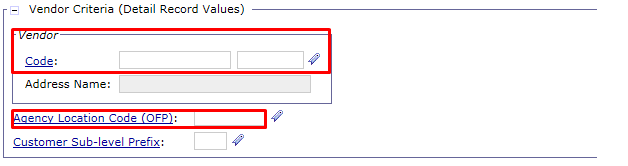 Vendor Criteria (Detail Record Values)
Vendor
Code:
Address Name:
Agency Location Code (OFP):
Customer Sub-level Prefix: